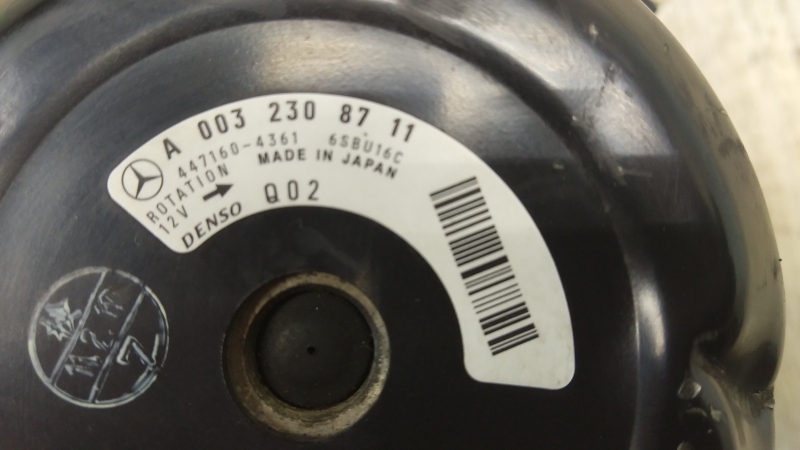 A 003 230 87 11
447160-4361 6SBU16C
ROTATION MADE IN JAPAN
12V Q02
DENSO